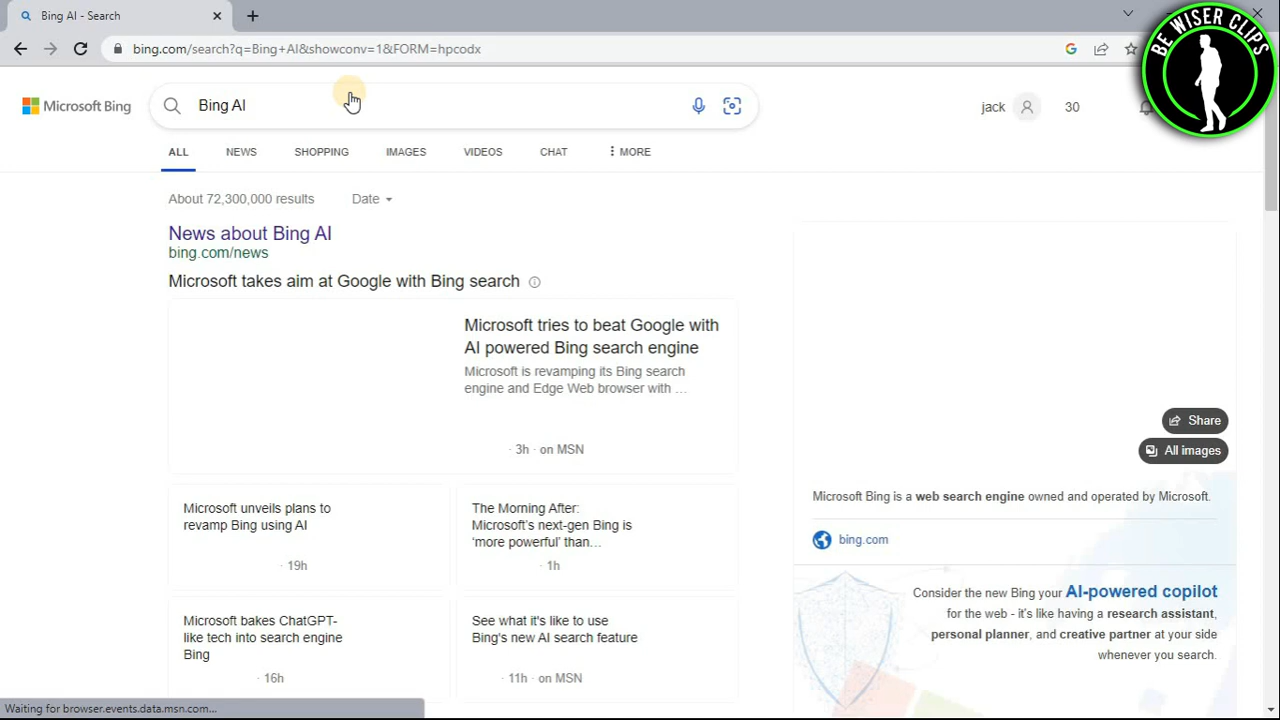 Bing AI - Search
bing.com/search?q=Bing+AI&showconv=1&FORM=hpcodx
BE WISER CLIPS
Microsoft Bing
Bing AI
jack
30
ALL
NEWS
SHOPPING
IMAGES
VIDEOS
CHAT
MORE
About 72,300,000 results
Date
News about Bing AI
bing.com/news
Microsoft takes aim at Google with Bing search
Microsoft tries to beat Google with
AI powered Bing search engine
Microsoft is revamping its Bing search
engine and Edge Web browser with ...
· 3h · on MSN
Microsoft unveils plans to
revamp Bing using AI
· 19h
The Morning After:
Microsoft's next-gen Bing is
‘more powerful’ than…
· 1h
Microsoft bakes ChatGPT-
like tech into search engine
Bing
· 16h
See what it's like to use
Bing's new AI search feature
· 11h · on MSN
Share
All images
Microsoft Bing is a web search engine owned and operated by Microsoft.
bing.com
Consider the new Bing your AI-powered copilot
for the web - it's like having a research assistant,
personal planner, and creative partner at your side
whenever you search.
Waiting for browser.events.data.msn.com...